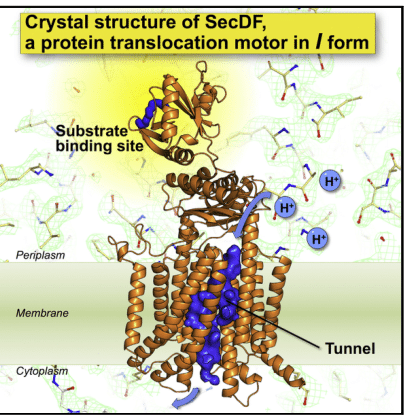 Crystal structure of SecDF,
a protein translocation motor in I form
Substrate
binding site
H+
H+
H+
Periplasm
Membrane
Tunnel
Cytoplasm